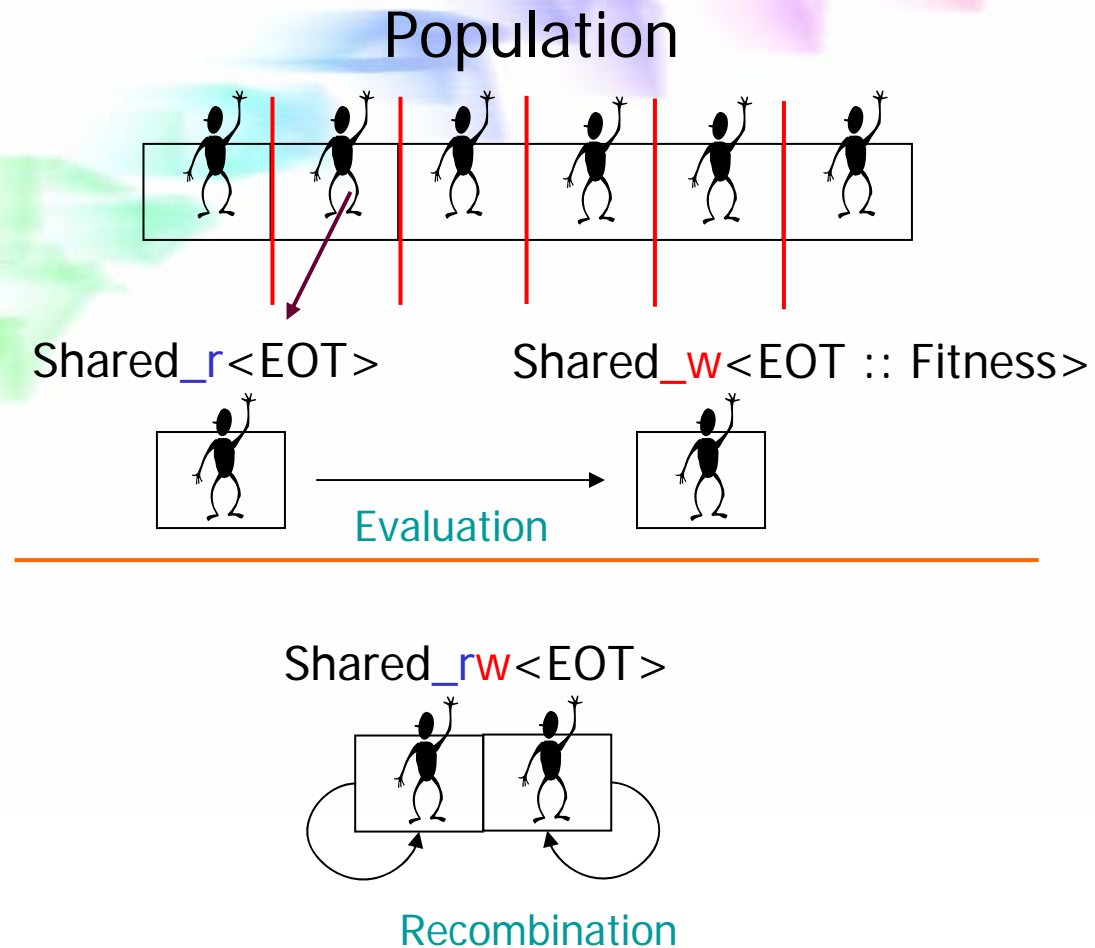 Population
Shared_r<EOT> Shared_w<EOT :: Fitness>
Evaluation
Shared_rw<EOT>
Recombination